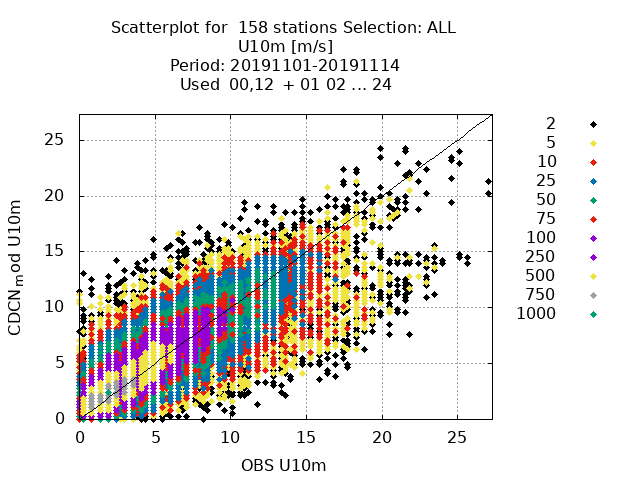 Scatterplot for 158 stations Selection: ALL
U10m [m/s]
Period: 20191101-20191114
Used 00,12 + 01 02 ... 24
CDCN_mod U10m
25
20
15
10
5
0
0 5 10 15 20 25
OBS U10m
2
5
10
25
50
75
100
250
500
750
1000